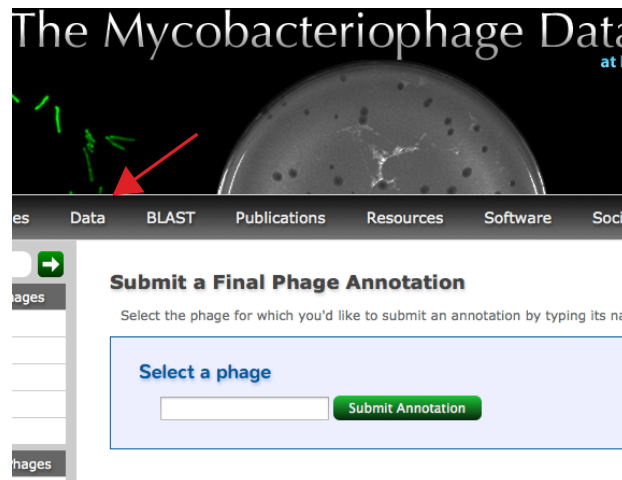 The Mycobacteriophage Data
at
es Data BLAST Publications Resources Software Soci
ages
Submit a Final Phage Annotation
Select the phage for which you'd like to submit an annotation by typing its na
Select a phage
Submit Annotation
hages